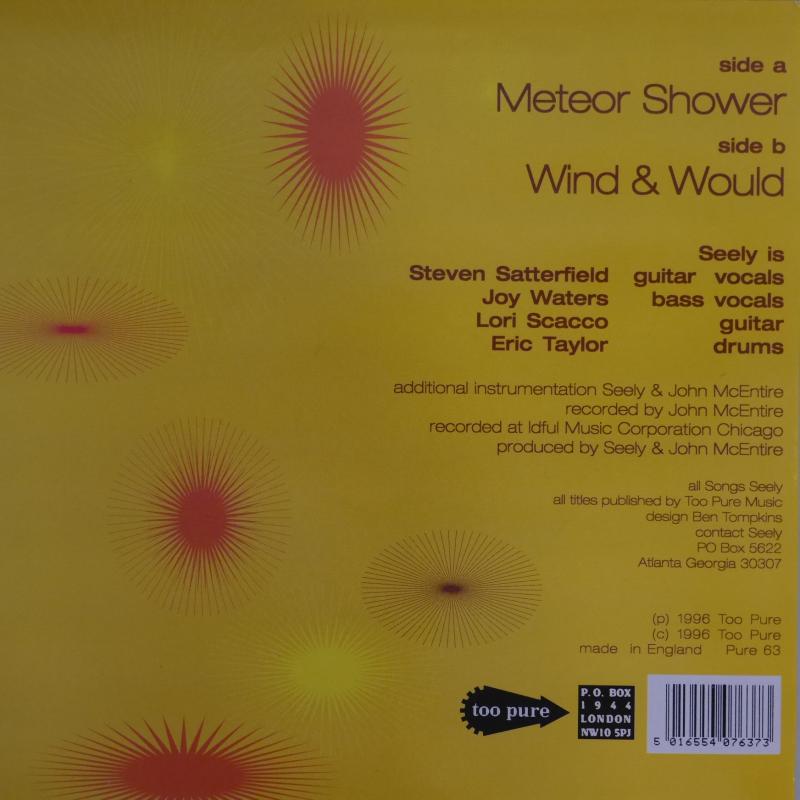 side a
Meteor Shower
side b
Wind & Would
Seely is
Steven Satterfield guitar vocals
Joy Waters bass vocals
Lori Scacco guitar
Eric Taylor drums
additional instrumentation Seely & John McEntire
recorded by John McEntire
recorded at Idful Music Corporation Chicago
produced by Seely & John McEntire
all Songs Seely
all titles published by Too Pure Music
design Ben Tompkins
contact Seely
PO Box 5622
Atlanta Georgia 30307
(p) 1996 Too Pure
(c) 1996 Too Pure
made in England Pure 63
too pure
P.O. BOX
1944
LONDON
NW10 5PJ
5 016554 076373